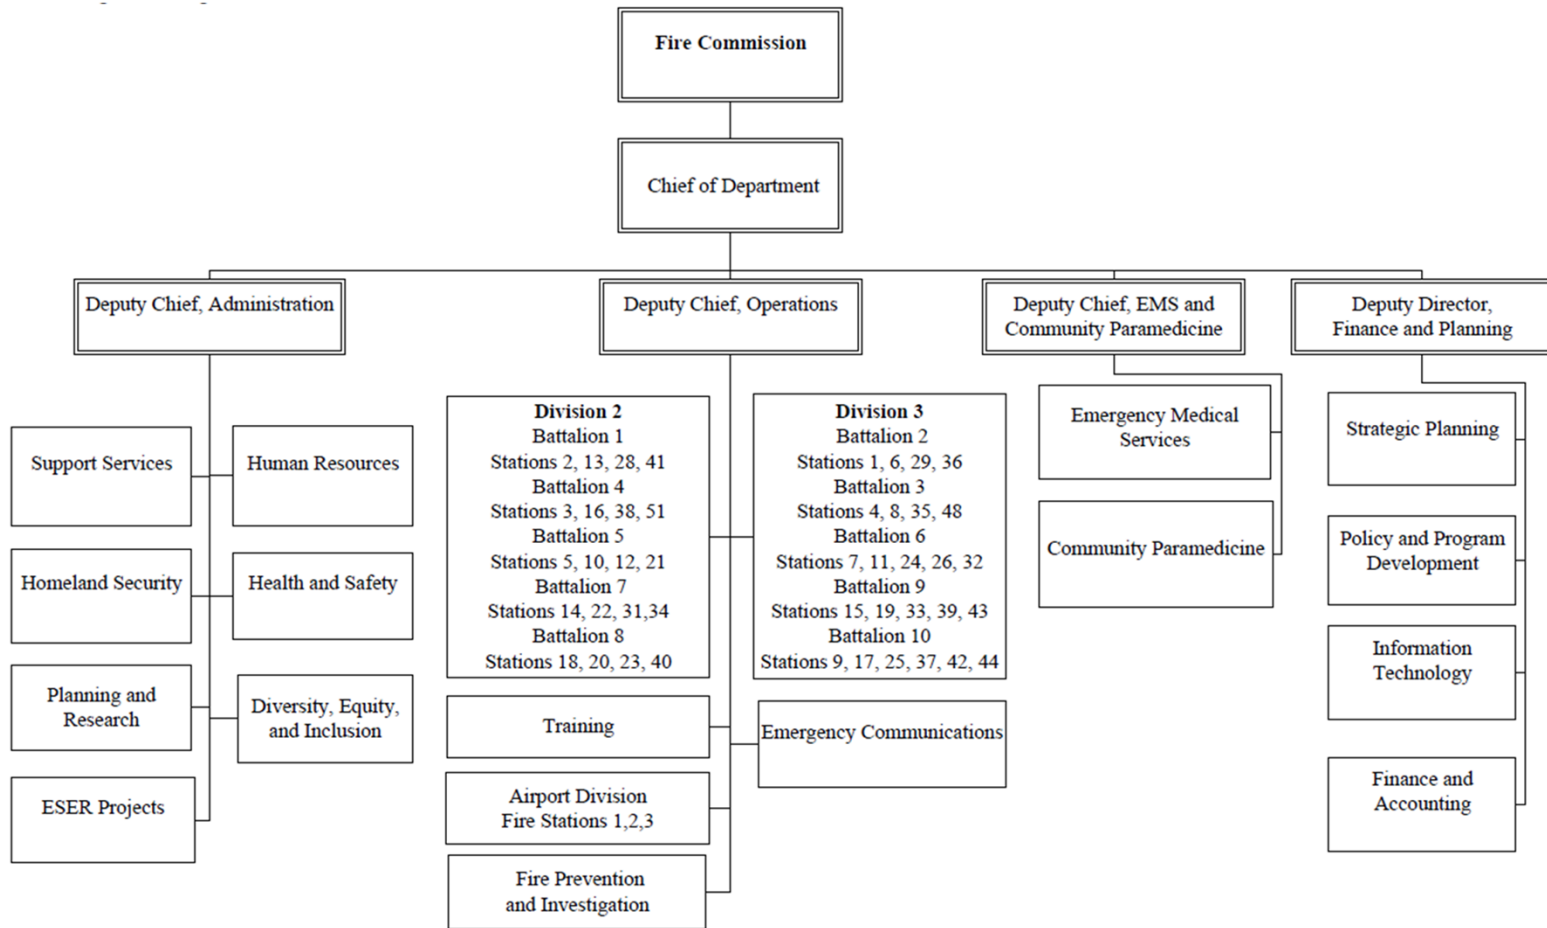 Fire Commission
Chief of Department
Deputy Chief, Administration
Deputy Chief, Operations
Deputy Chief, EMS and
Community Paramedicine
Deputy Director,
Finance and Planning
Support Services
Human Resources
Homeland Security
Health and Safety
Planning and
Research
Diversity, Equity,
and Inclusion
ESER Projects
Division 2
Battalion 1
Stations 2, 13, 28, 41
Battalion 4
Stations 3, 16, 38, 51
Battalion 5
Stations 5, 10, 12, 21
Battalion 7
Stations 14, 22, 31,34
Battalion 8
Stations 18, 20, 23, 40
Division 3
Battalion 2
Stations 1, 6, 29, 36
Battalion 3
Stations 4, 8, 35, 48
Battalion 6
Stations 7, 11, 24, 26, 32
Battalion 9
Stations 15, 19, 33, 39, 43
Battalion 10
Stations 9, 17, 25, 37, 42, 44
Training
Emergency Communications
Airport Division
Fire Stations 1,2,3
Fire Prevention
and Investigation
Emergency Medical
Services
Community Paramedicine
Strategic Planning
Policy and Program
Development
Information
Technology
Finance and
Accounting